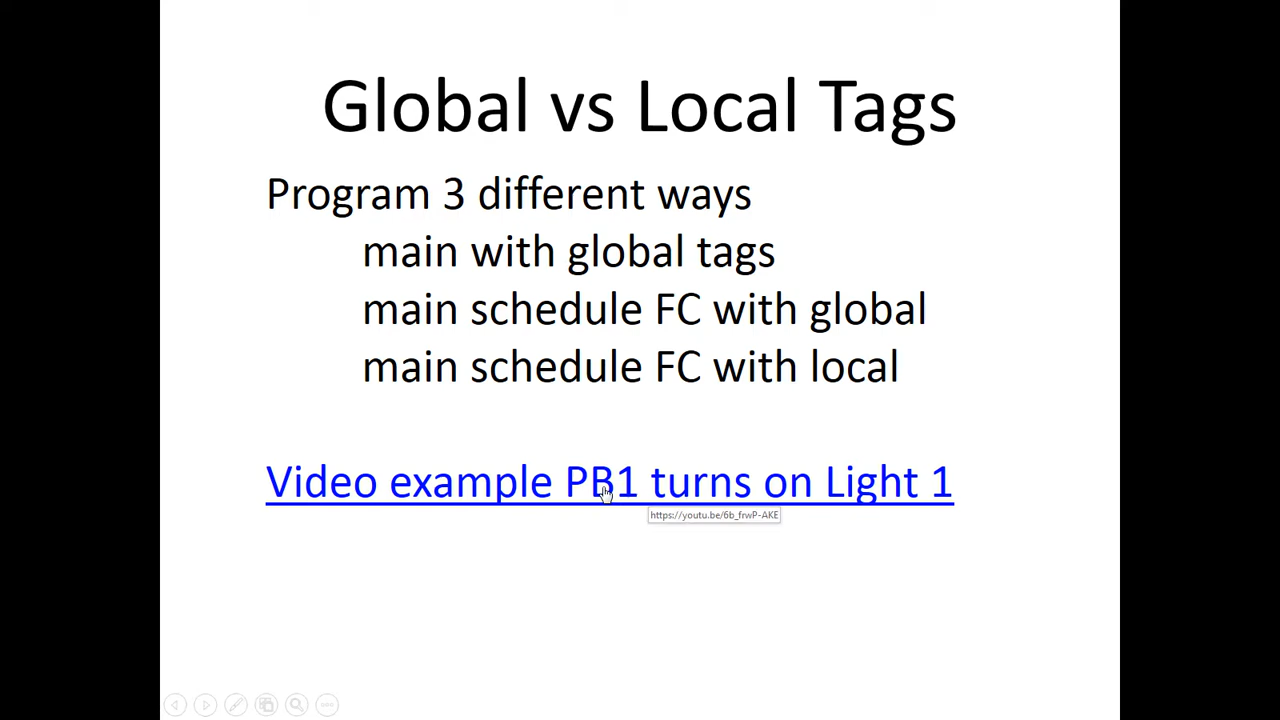 Global vs Local Tags
Program 3 different ways
main with global tags
main schedule FC with global
main schedule FC with local
Video example PB1 turns on Light 1
https://youtu.be/6b_frwP-AKE